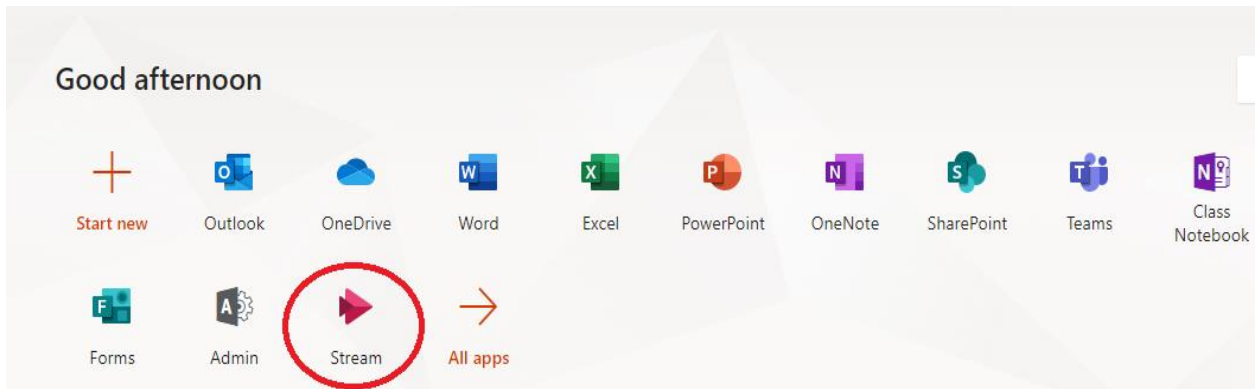 Good afternoon
Start new
Outlook
OneDrive
Word
Excel
PowerPoint
OneNote
SharePoint
Teams
Class
Notebook
Forms
Admin
Stream
All apps